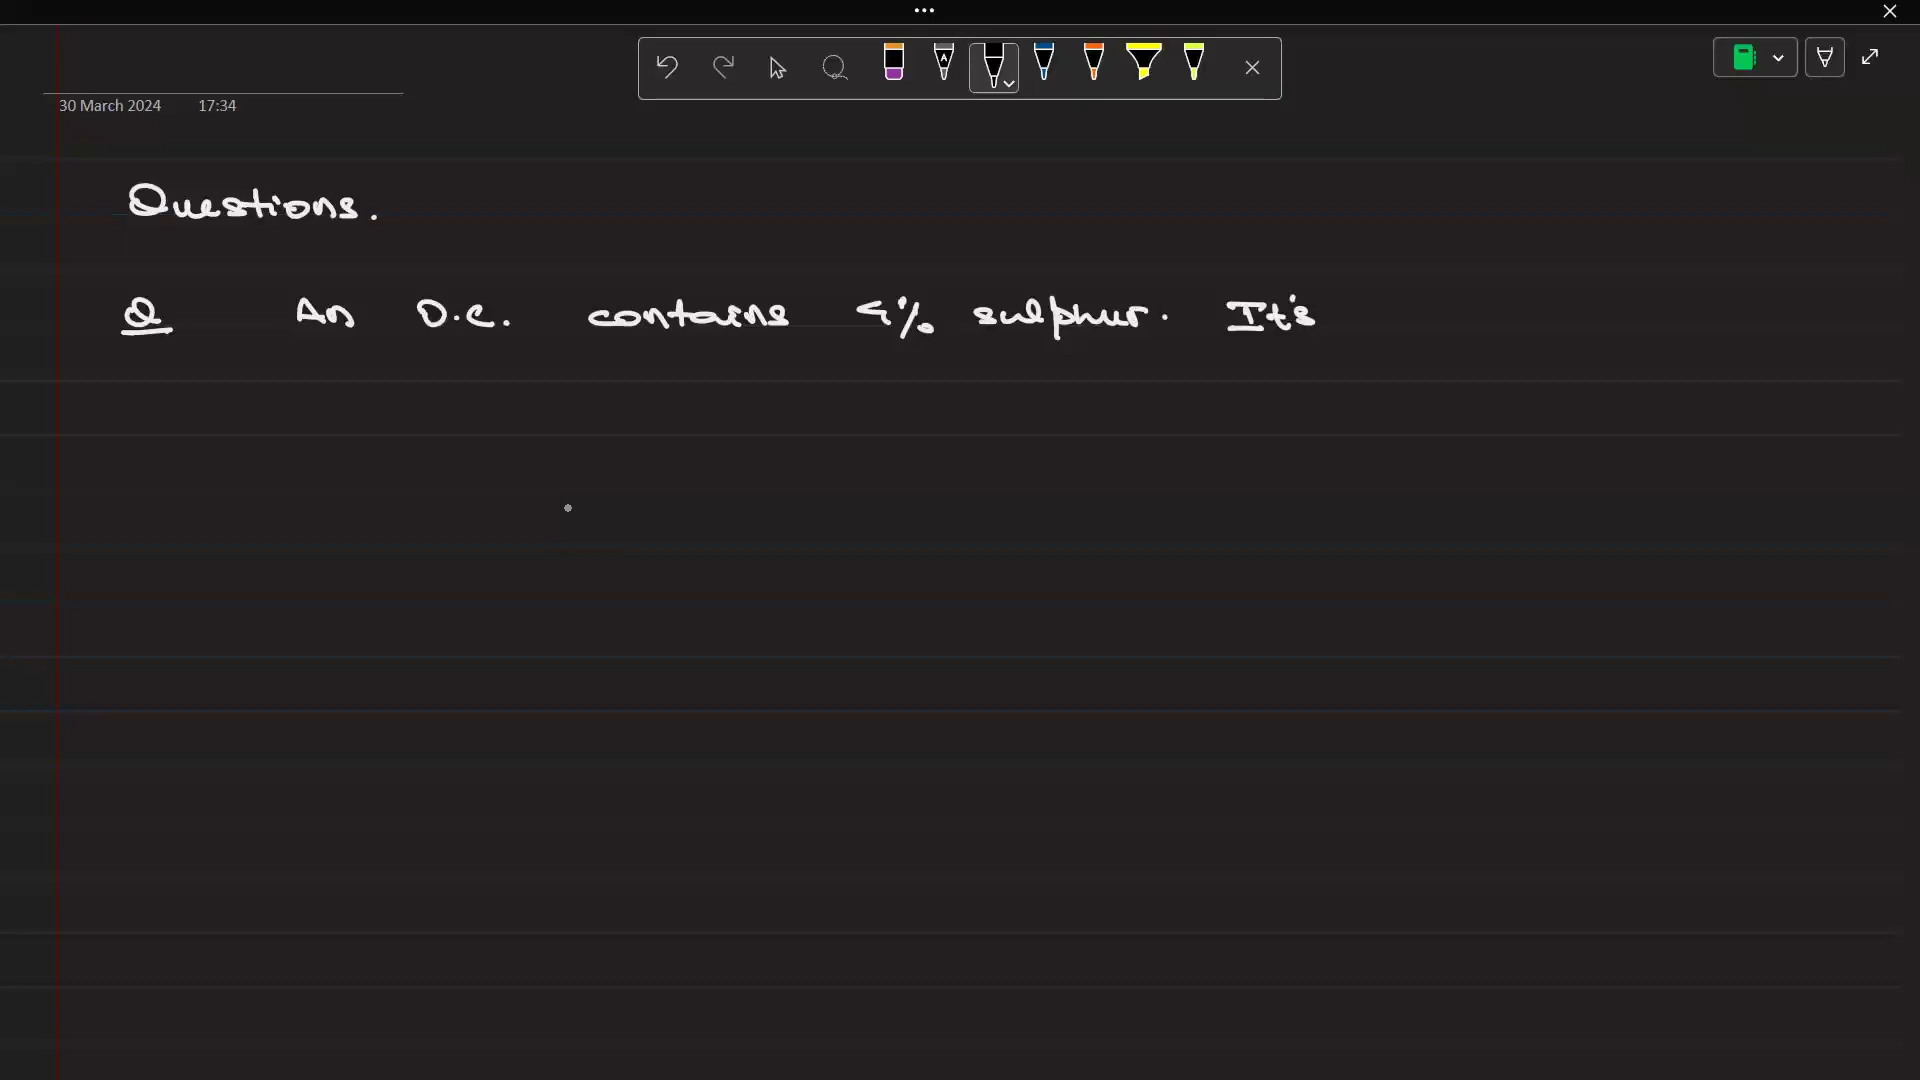 30 March 2024 17:34
Questions.
Q An O.C. contains 4% sulphur. It's